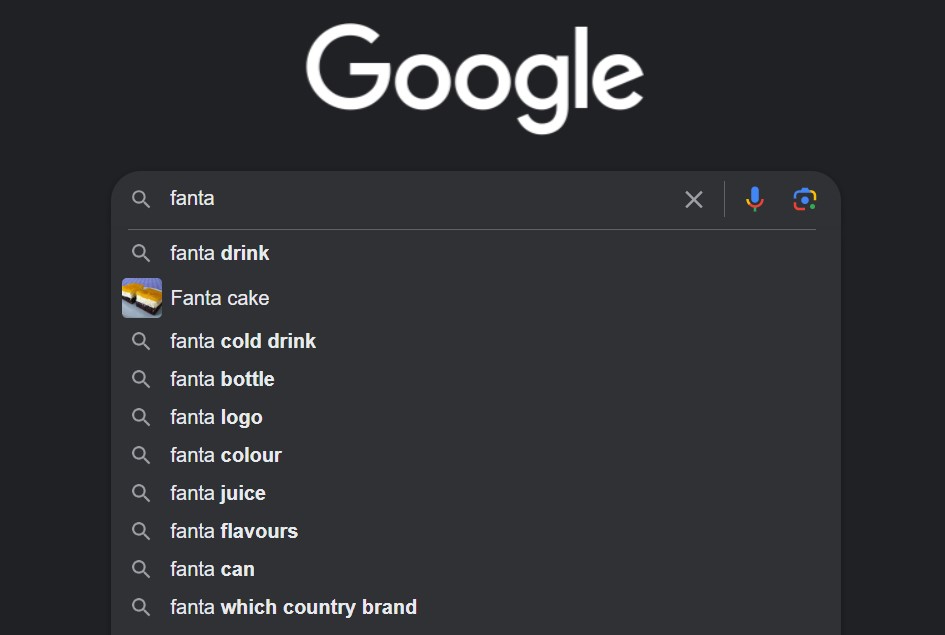 Google
fanta
fanta drink
Fanta cake
fanta cold drink
fanta bottle
fanta logo
fanta colour
fanta juice
fanta flavours
fanta can
fanta which country brand